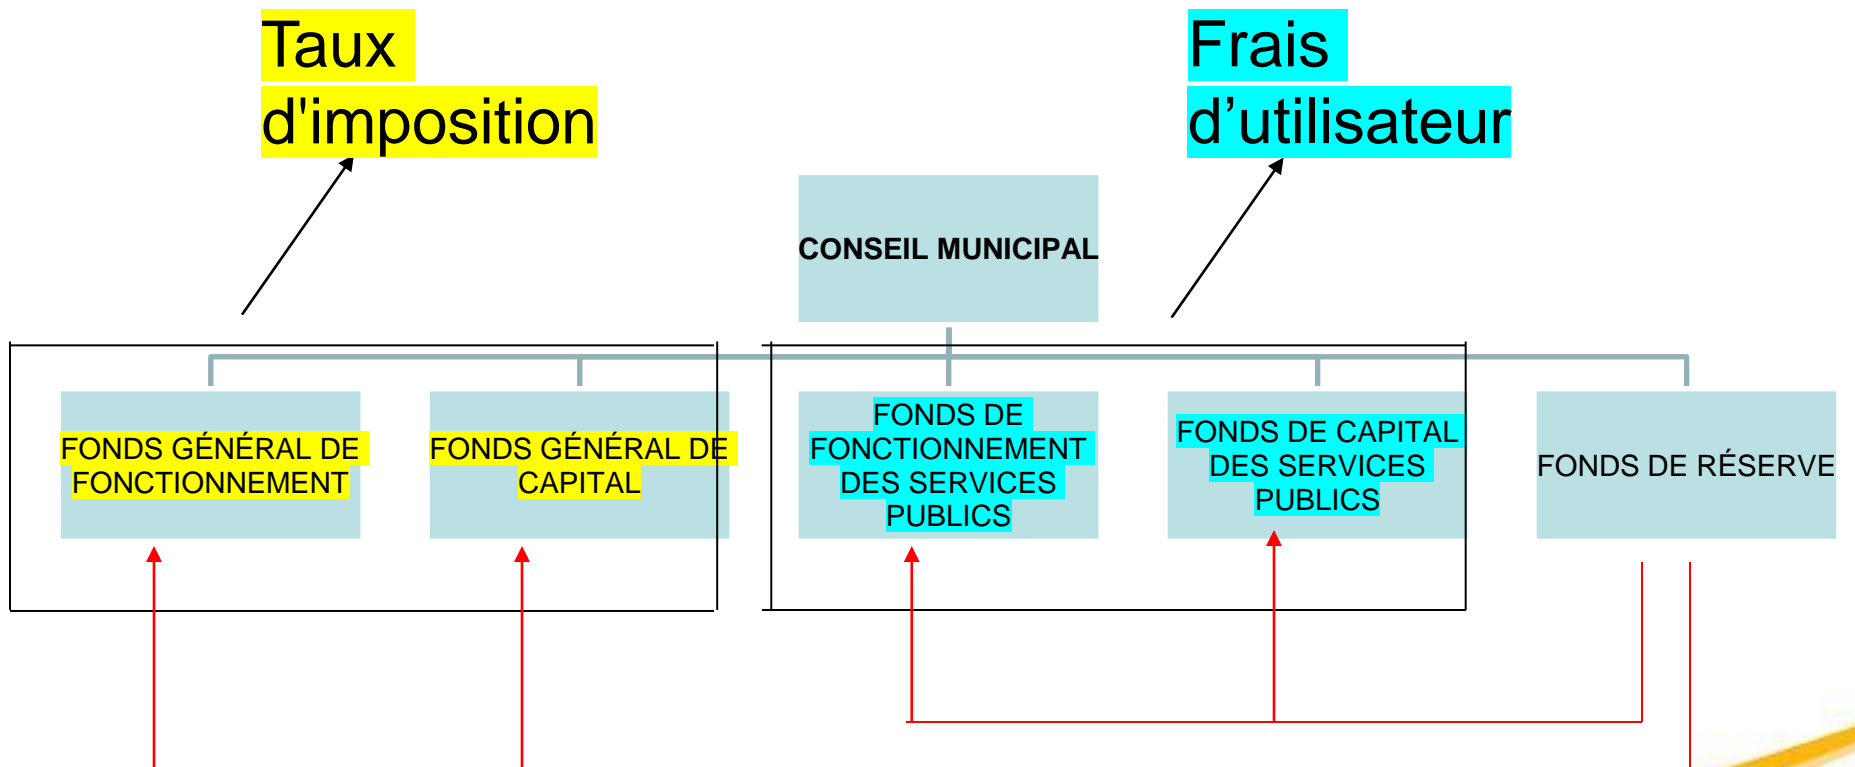 Taux
d'imposition
Frais
d’utilisateur
CONSEIL MUNICIPAL
FONDS GÉNÉRAL DE
FONCTIONNEMENT
FONDS GÉNÉRAL DE
CAPITAL
FONDS DE
FONCTIONNEMENT
DES SERVICES
PUBLICS
FONDS DE CAPITAL
DES SERVICES
PUBLICS
FONDS DE RÉSERVE